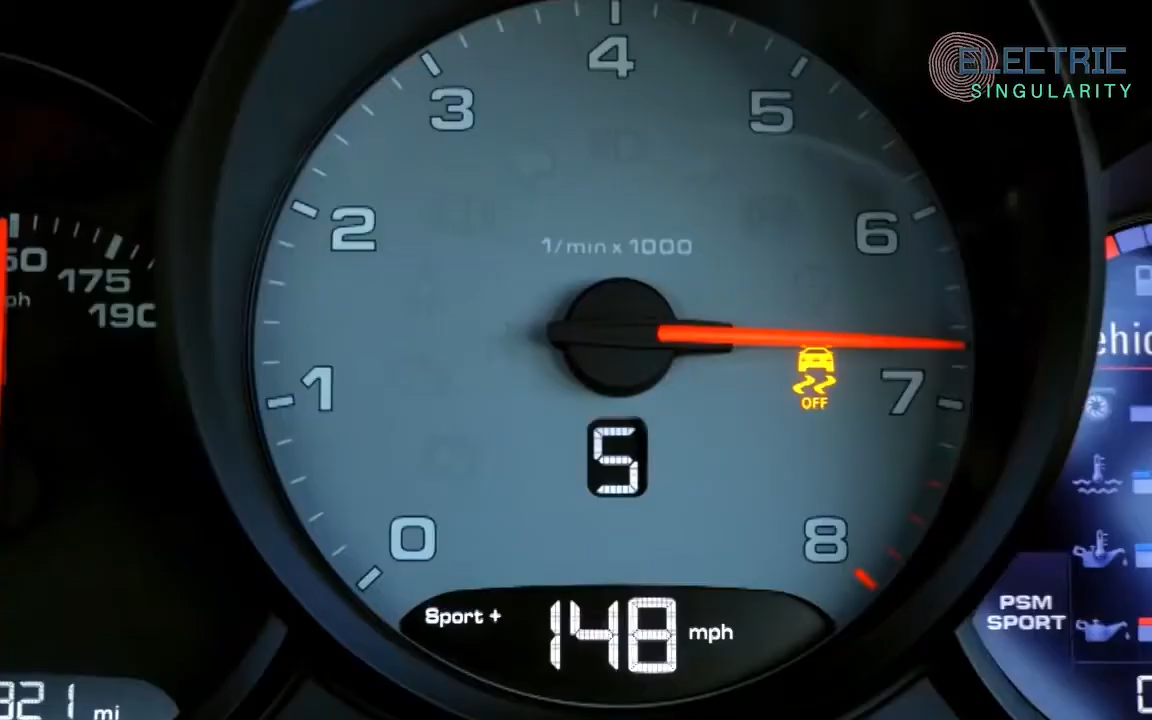 ELECTRIC
SINGULARITY
4
3
5
2
6
1/min x 1000
175
190
1
7
OFF
5
0
8
Sport +
148 mph
PSM
SPORT
321 mi